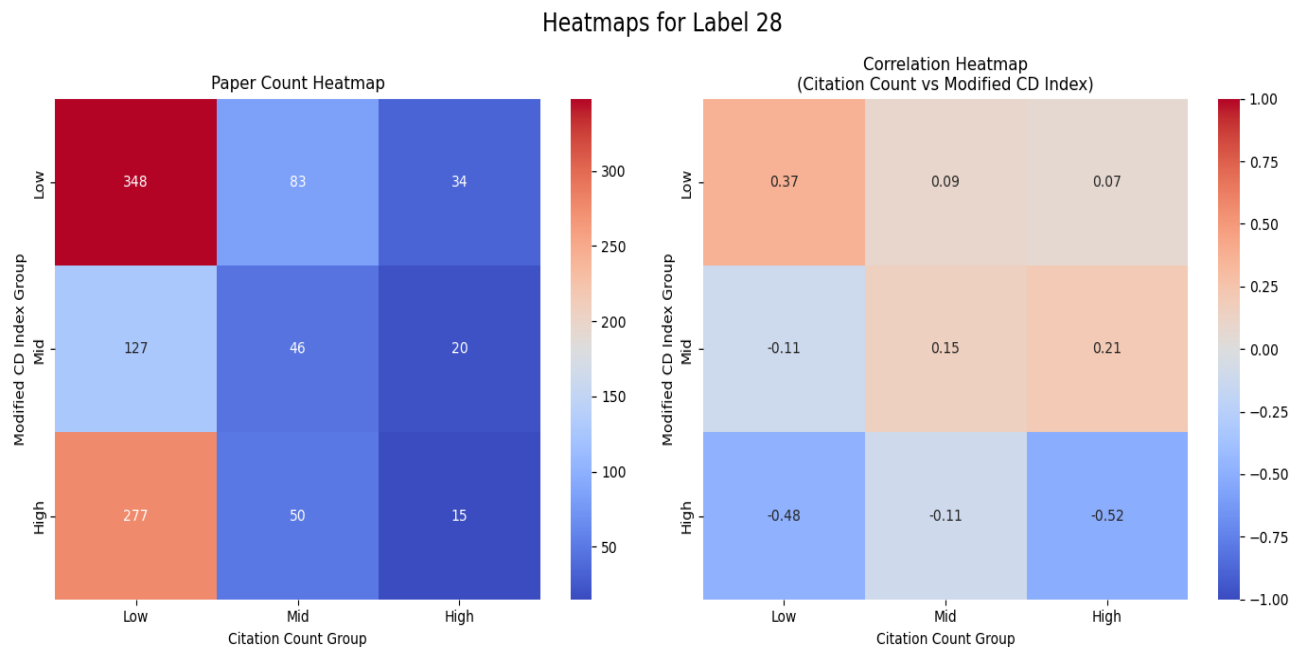 Heatmaps for Label 28
Paper Count Heatmap
Modified CD Index Group
Low
Mid
High
348 83 34
127 46 20
277 50 15
Low Mid High
Citation Count Group
300
250
200
150
100
50
Correlation Heatmap
(Citation Count vs Modified CD Index)
Modified CD Index Group
Low
Mid
High
0.37 0.09 0.07
-0.11 0.15 0.21
-0.48 -0.11 -0.52
Low Mid High
Citation Count Group
1.00
0.75
0.50
0.25
0.00
−0.25
−0.50
−0.75
−1.00